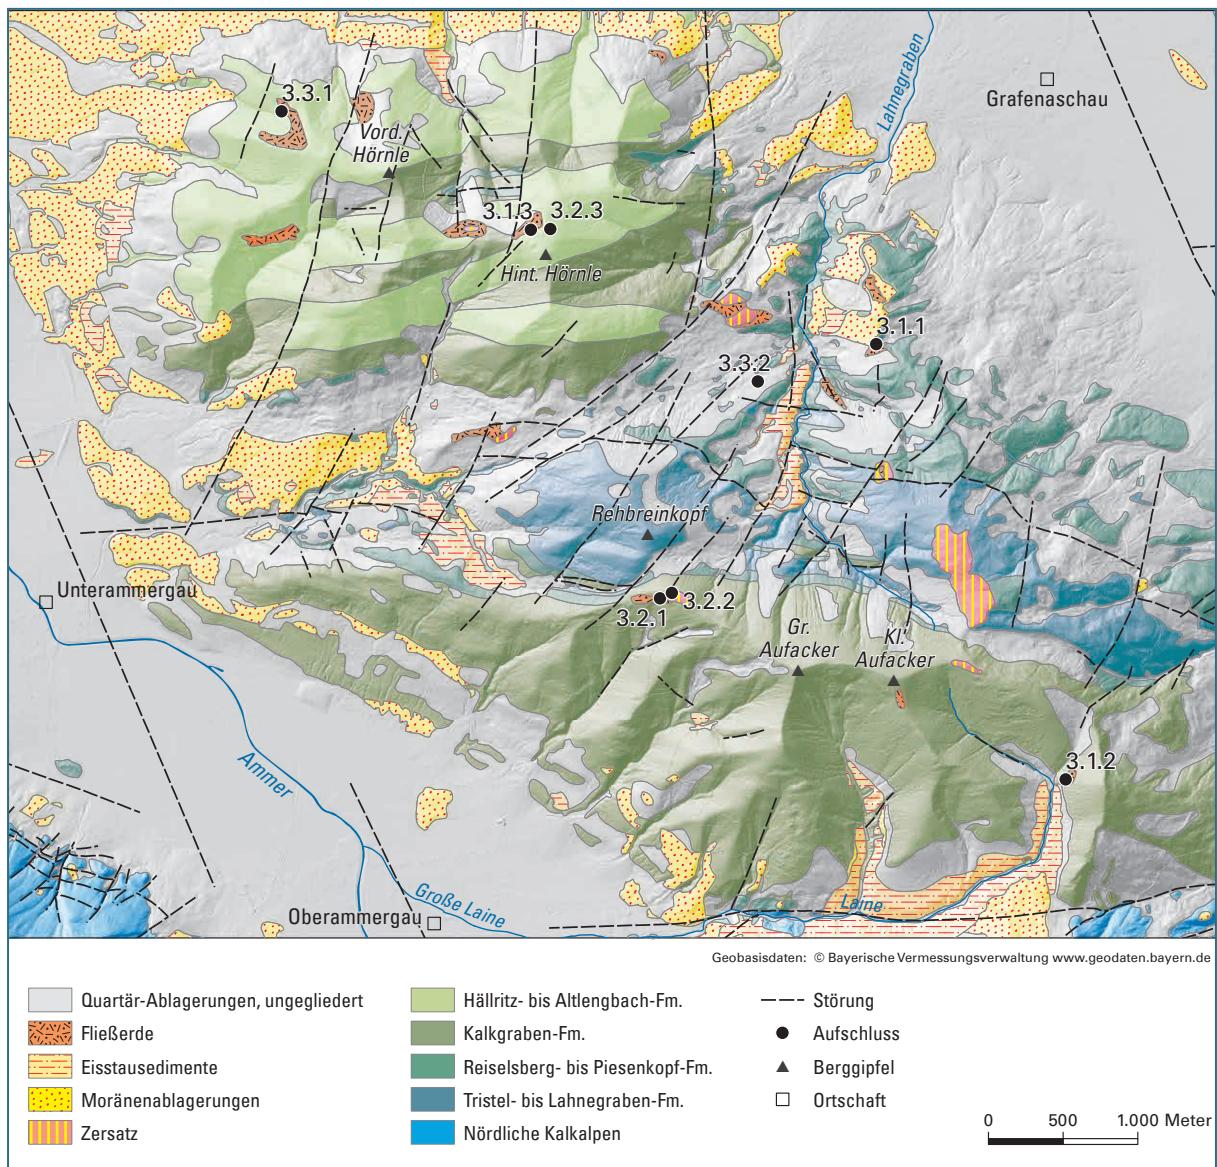 Lahnegraben
Grafenaschau
3.3.1
Vord.
Hörnle
3.1.3
3.2.3
Hint. Hörnle
3.1.1
3.3.2
Rehbreinkopf
Unterammergau
3.2.2
3.2.1
Gr.
Aufacker
Kl.
Aufacker
3.1.2
Ammer
Große Laine
Laine
Oberammergau
Geobasisdaten: © Bayerische Vermessungsverwaltung www.geodaten.bayern.de
Quartär-Ablagerungen, ungegliedert
Fließerde
Eisstausedimente
Moränenablagerungen
Zersatz
Hällritz- bis Altlengbach-Fm.
Kalkgraben-Fm.
Reiselsberg- bis Piesenkopf-Fm.
Tristel- bis Lahnegraben-Fm.
Nördliche Kalkalpen
Störung
Aufschluss
Berggipfel
Ortschaft
0 500 1.000 Meter